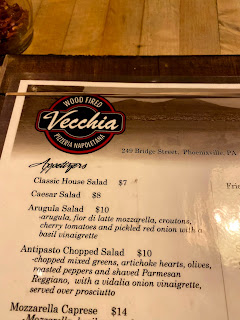 WOOD FIRED
Vecchia
PIZZERIA NAPOLETANA
249 Bridge Street, Phoenixville, PA
Appetizers
Classic House Salad $7
Caesar Salad $8
Arugula Salad $10
-arugula, fior di latte mozzarella, croutons,
cherry tomatoes and pickled red onion with a
basil vinaigrette
Antipasto Chopped Salad $10
-chopped mixed greens, artichoke hearts, olives,
roasted peppers and shaved Parmesan
Reggiano, with a vidalia onion vinaigrette,
served over prosciutto
Mozzarella Caprese $14